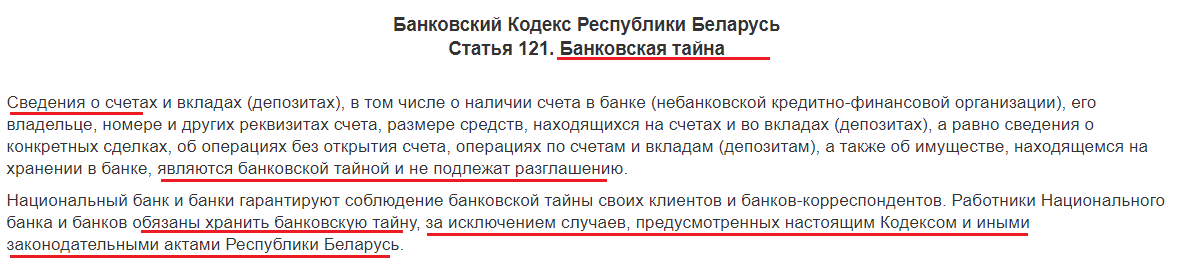 Банковский Кодекс Республики Беларусь
Статья 121. Банковская тайна
Сведения о счетах и вкладах (депозитах), в том числе о наличии счета в банке (небанковской кредитно-финансовой организации), его
владельце, номере и других реквизитах счета, размере средств, находящихся на счетах и во вкладах (депозитах), а равно сведения о
конкретных сделках, об операциях без открытия счета, операциях по счетам и вкладам (депозитам), а также об имуществе, находящемся на
хранении в банке, являются банковской тайной и не подлежат разглашению.
Национальный банк и банки гарантируют соблюдение банковской тайны своих клиентов и банков-корреспондентов. Работники Национального
банка и банков обязаны хранить банковскую тайну, за исключением случаев, предусмотренных настоящим Кодексом и иными
законодательными актами Республики Беларусь.